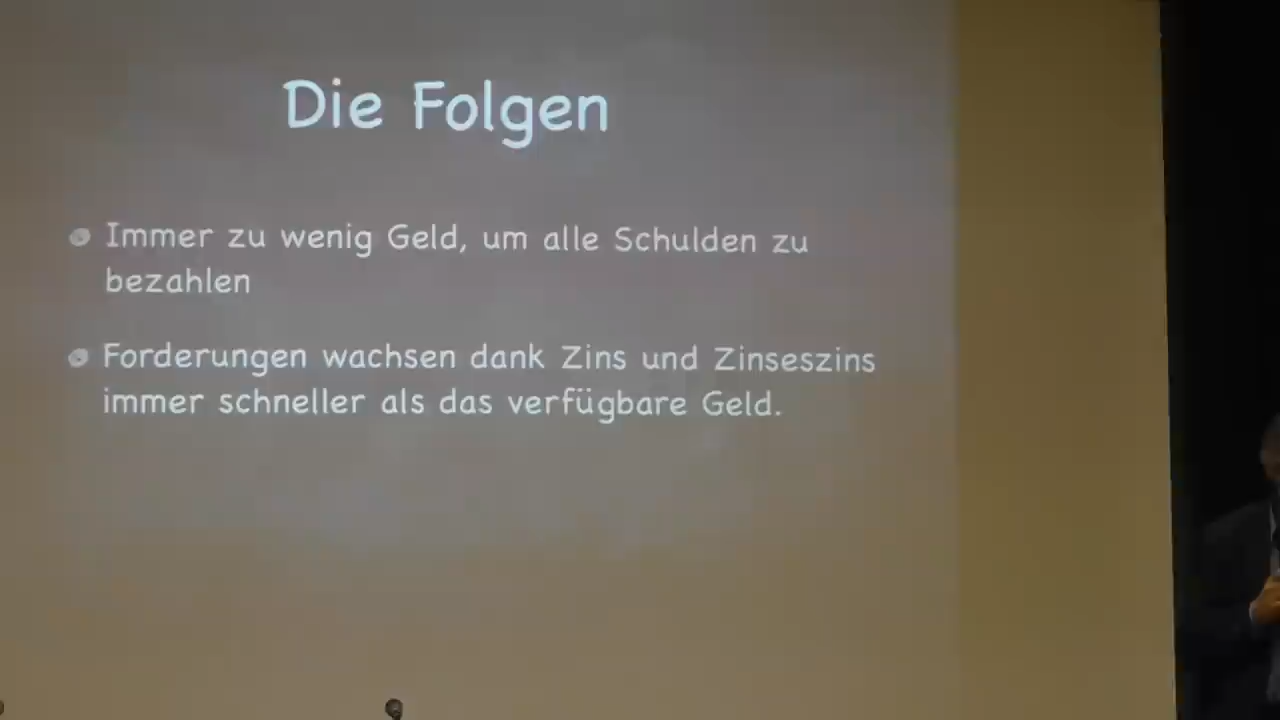 Die Folgen
Immer zu wenig Geld, um alle Schulden zu
bezahlen
Forderungen wachsen dank Zins und Zinseszins
immer schneller als das verfügbare Geld.